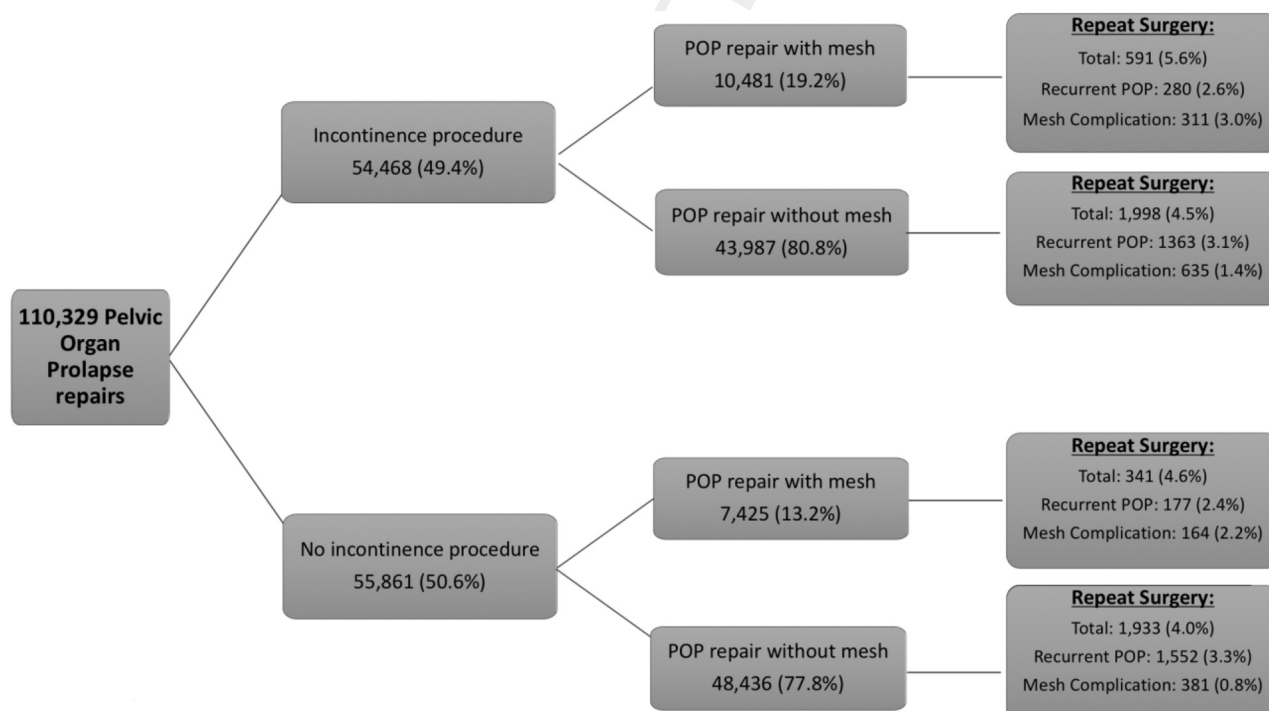 110,329 Pelvic
Organ
Prolapse
repairs
Incontinence procedure
54,468 (49.4%)
POP repair with mesh
10,481 (19.2%)
Repeat Surgery:
Total: 591 (5.6%)
Recurrent POP: 280 (2.6%)
Mesh Complication: 311 (3.0%)
POP repair without mesh
43,987 (80.8%)
Repeat Surgery:
Total: 1,998 (4.5%)
Recurrent POP: 1363 (3.1%)
Mesh Complication: 635 (1.4%)
No incontinence procedure
55,861 (50.6%)
POP repair with mesh
7,425 (13.2%)
Repeat Surgery:
Total: 341 (4.6%)
Recurrent POP: 177 (2.4%)
Mesh Complication: 164 (2.2%)
POP repair without mesh
48,436 (77.8%)
Repeat Surgery:
Total: 1,933 (4.0%)
Recurrent POP: 1,552 (3.3%)
Mesh Complication: 381 (0.8%)